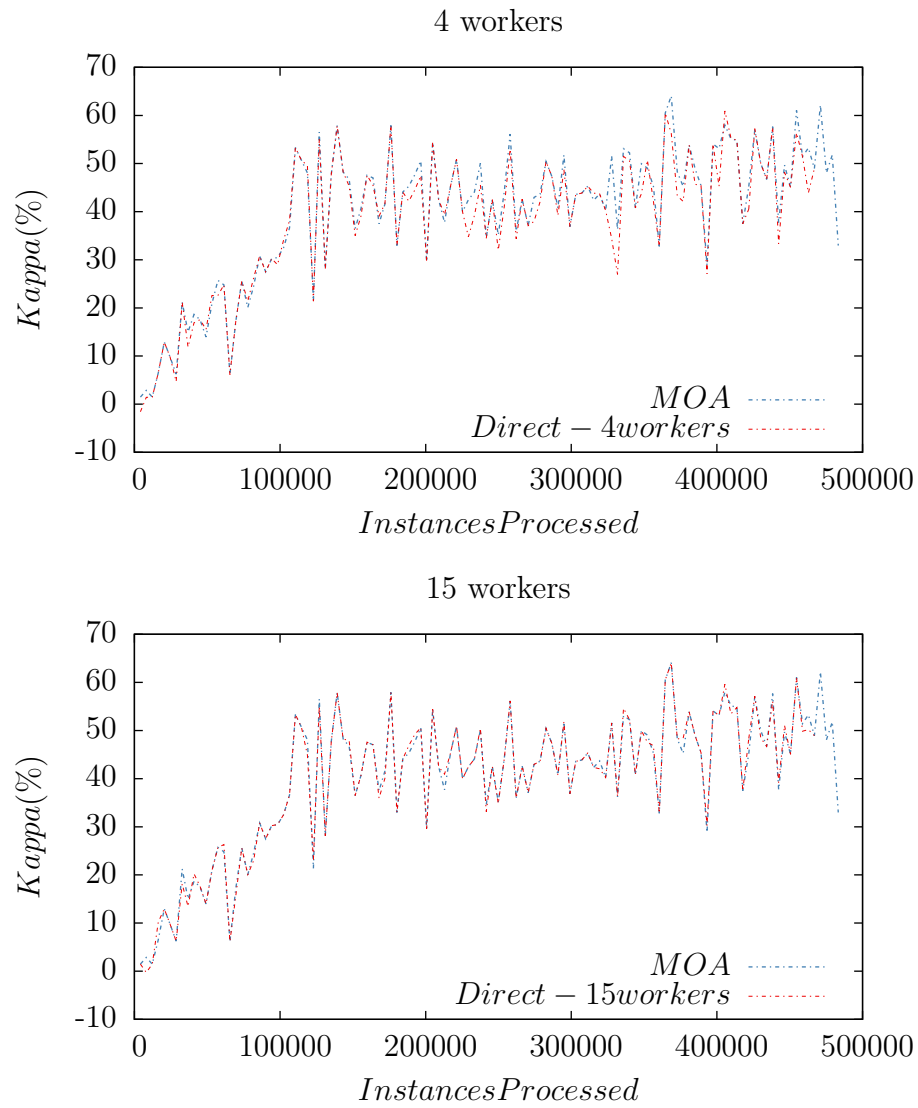 4 workers
70
60
50
40
30
20
10
0
-10
Kappa(%)
MOA
Direct − 4workers
0 100000 200000 300000 400000 500000
InstancesProcessed
15 workers
70
60
50
40
30
20
10
0
-10
Kappa(%)
MOA
Direct − 15workers
0 100000 200000 300000 400000 500000
InstancesProcessed